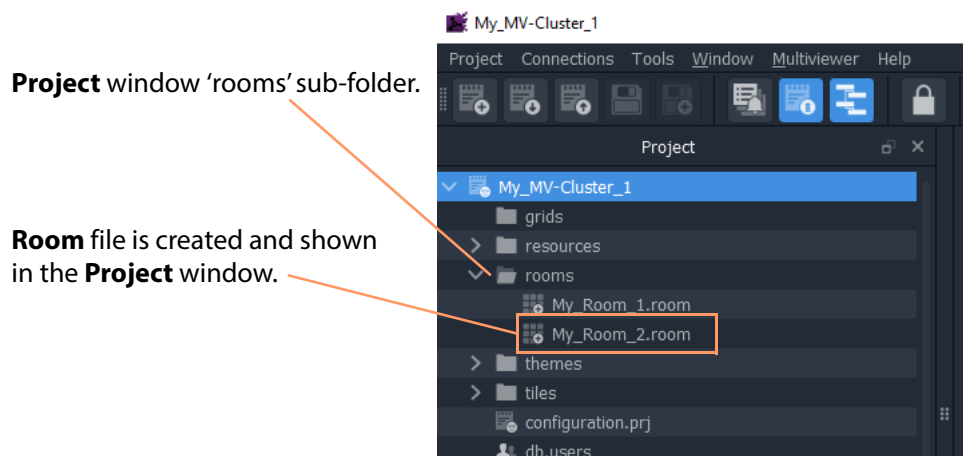 My_MV-Cluster_1
Project Connections Tools Window Multiviewer Help
Project window ‘rooms’ sub-folder.
Project
My_MV-Cluster_1
grids
Room file is created and shown
in the Project window.
resources
rooms
My_Room_1.room
My_Room_2.room
themes
tiles
configuration.prj
db.users